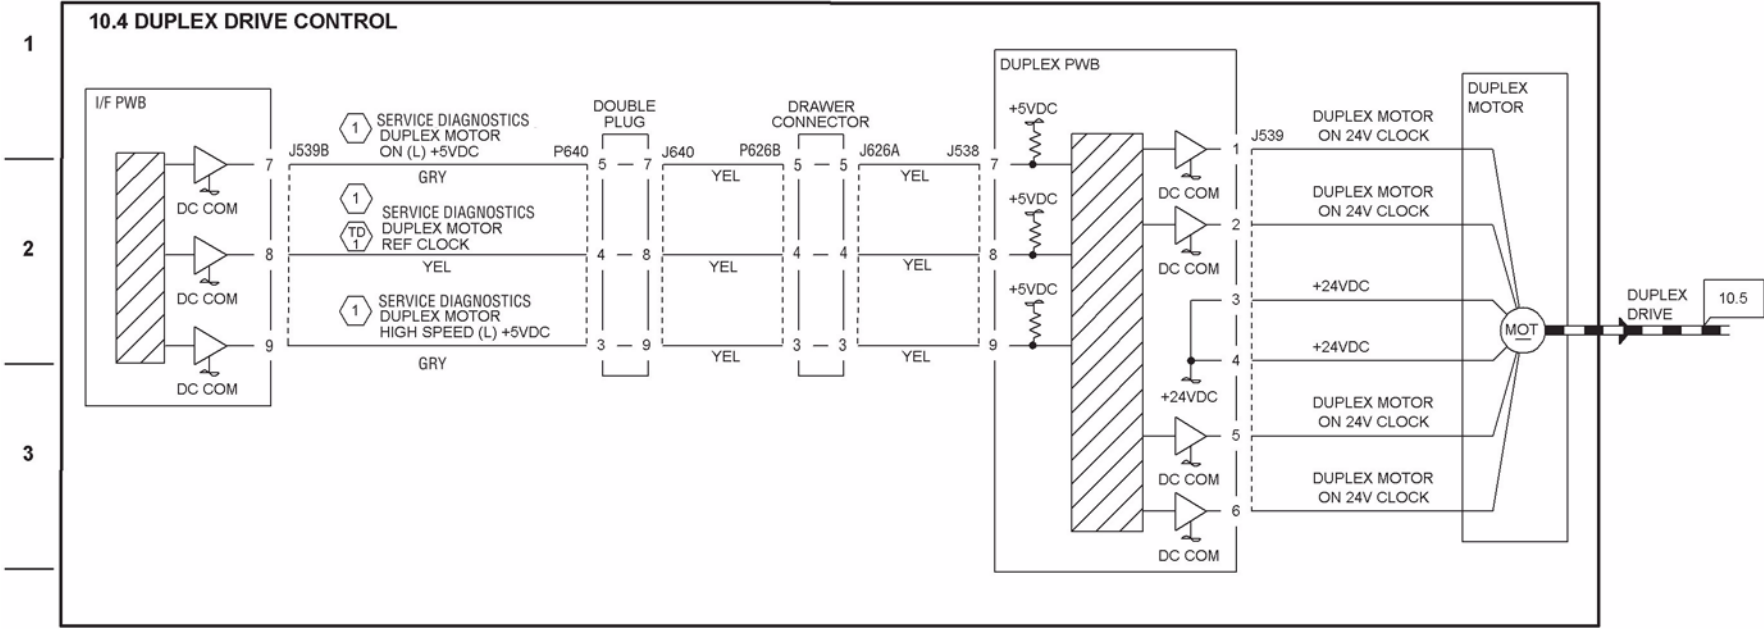 10.4 DUPLEX DRIVE CONTROL
1
2
3
I/F PWB
7
DC COM
8
DC COM
9
DC COM
J539B
1
SERVICE DIAGNOSTICS
DUPLEX MOTOR
ON (L) +5VDC
P640
GRY
1
TD
1
SERVICE DIAGNOSTICS
DUPLEX MOTOR
REF CLOCK
YEL
1
SERVICE DIAGNOSTICS
DUPLEX MOTOR
HIGH SPEED (L) +5VDC
GRY
DOUBLE
PLUG
5 7
4 8
3 9
J640
P626B
YEL
YEL
YEL
DRAWER
CONNECTOR
5 5
4 4
3 3
J626A
J538
YEL
YEL
YEL
DUPLEX PWB
+5VDC
7
+5VDC
8
+5VDC
9
1
DC COM
2
DC COM
3
4
+24VDC
5
DC COM
6
DC COM
J539
DUPLEX MOTOR
ON 24V CLOCK
DUPLEX MOTOR
ON 24V CLOCK
+24VDC
+24VDC
DUPLEX MOTOR
ON 24V CLOCK
DUPLEX MOTOR
ON 24V CLOCK
DUPLEX
MOTOR
MOT
DUPLEX
DRIVE
10.5